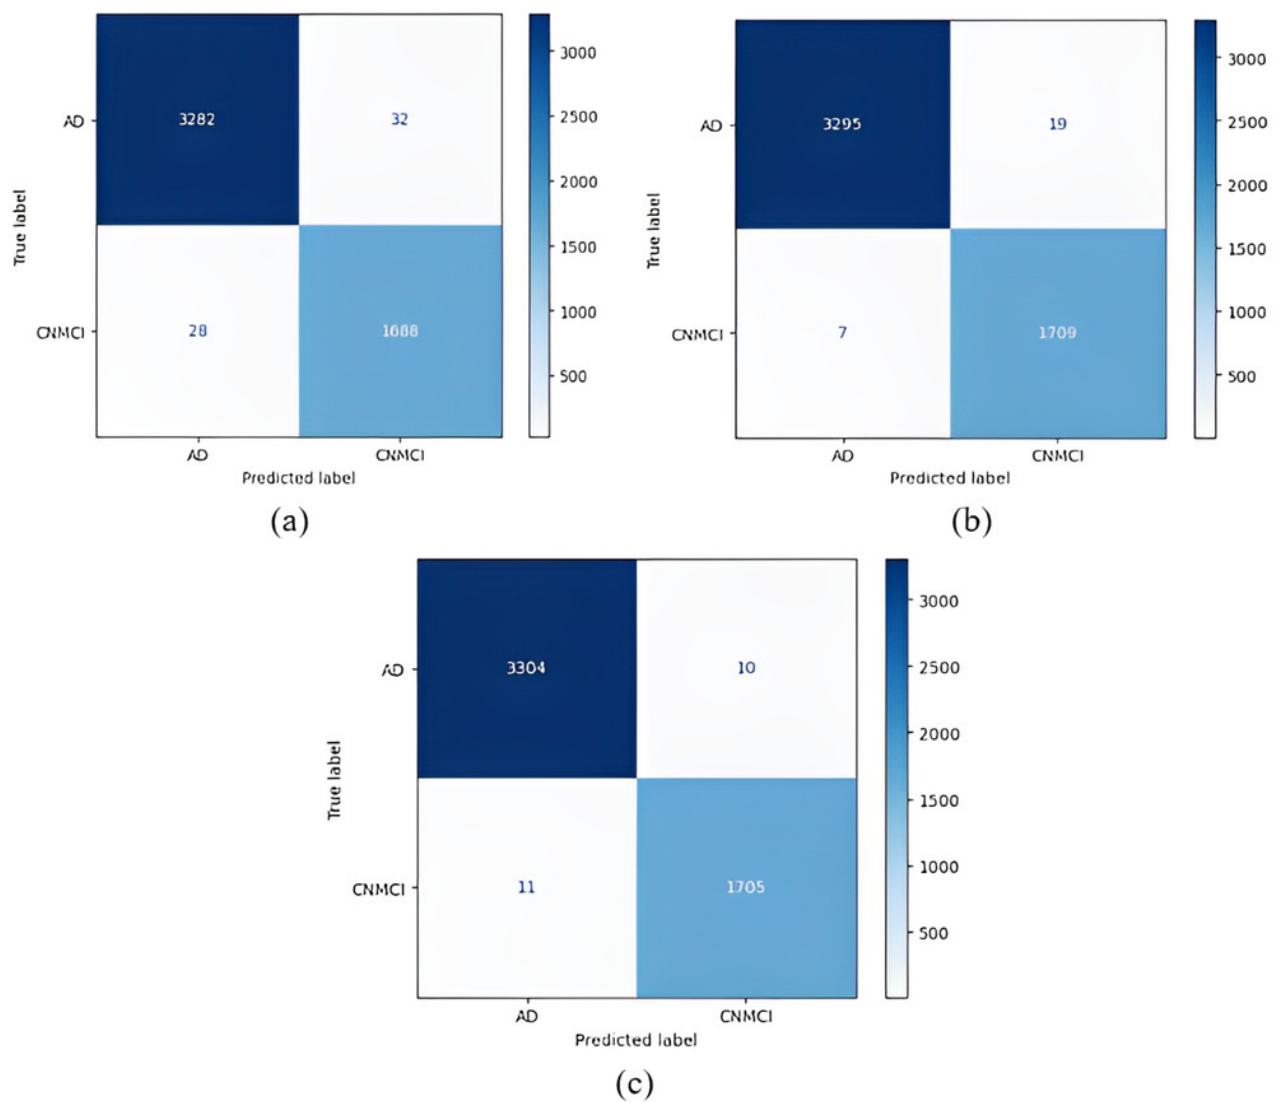 AD
3282
32
CNMCI
28
1688
AD
CNMCI
Predicted label
True label
3000
2500
2000
1500
1000
500
(a)
AD
3295
19
CNMCI
7
1709
AD
CNMCI
Predicted label
True label
3000
2500
2000
1500
1000
500
(b)
AD
3304
10
CNMCI
11
1705
AD
CNMCI
Predicted label
True label
3000
2500
2000
1500
1000
500
(c)